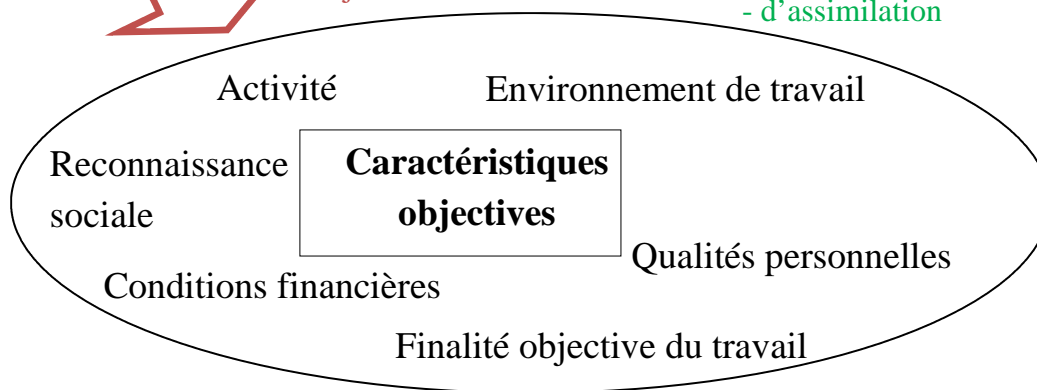 - d’assimilation
Activité
Environnement de travail
Reconnaissance
sociale
Caractéristiques
objectives
Qualités personnelles
Conditions financières
Finalité objective du travail